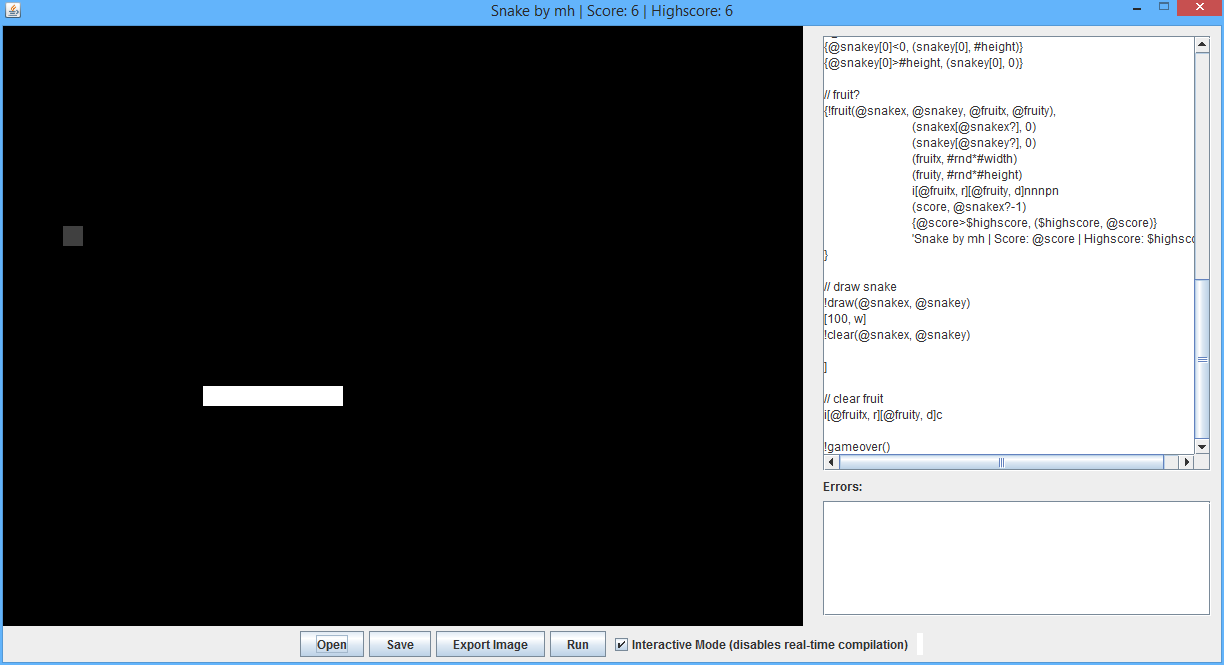 Snake by mh | Score: 6 | Highscore: 6
{@snakey[0]<0, (snakey[0], #height)}
{@snakey[0]>#height, (snakey[0], 0)}
// fruit?
{!fruit(@snakex, @snakey, @fruitx, @fruity),
(snakex[@snakex?], 0)
(snakey[@snakey?], 0)
(fruitx, #rnd*#width)
(fruity, #rnd*#height)
i[@fruitx, r][@fruity, d]nnnpn
(score, @snakex?-1)
{@score>$highscore, ($highscore, @score)}
'Snake by mh | Score: @score | Highscore: $highsco
}
// draw snake
!draw(@snakex, @snakey)
[100, w]
!clear(@snakex, @snakey)
]
// clear fruit
i[@fruitx, r][@fruity, d]c
!gameover()
Errors:
Open Save Export Image Run Interactive Mode (disables real-time compilation)